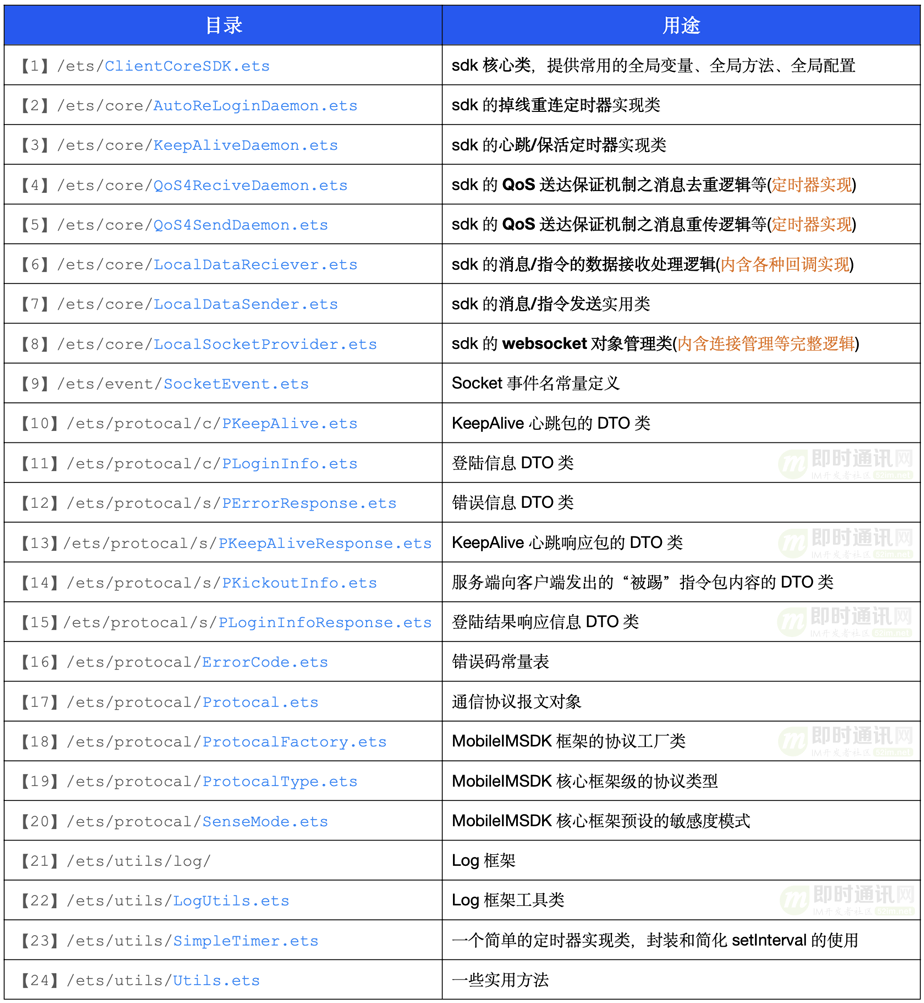 目录 用途
【1】/ets/ClientCoreSDK.ets sdk 核心类，提供常用的全局变量、全局方法、全局配置
【2】/ets/core/AutoReLoginDaemon.ets sdk 的掉线重连定时器实现类
【3】/ets/core/KeepAliveDaemon.ets sdk 的心跳/保活定时器实现类
【4】/ets/core/QoS4ReciveDaemon.ets sdk 的 QoS 送达保证机制之消息去重逻辑等(定时器实现)
【5】/ets/core/QoS4SendDaemon.ets sdk 的 QoS 送达保证机制之消息重传逻辑等(定时器实现)
【6】/ets/core/LocalDataReciever.ets sdk 的消息/指令的数据接收处理逻辑(内含各种回调实现)
【7】/ets/core/LocalDataSender.ets sdk 的消息/指令发送实用类
【8】/ets/core/LocalSocketProvider.ets sdk 的 websocket 对象管理类(内含连接管理等完整逻辑)
【9】/ets/event/SocketEvent.ets Socket 事件名常量定义
【10】/ets/protocal/c/PKeepAlive.ets KeepAlive 心跳包的 DTO 类
【11】/ets/protocal/c/PLoginInfo.ets 登陆信息 DTO 类
即时通讯网
【12】/ets/protocal/s/PErrorResponse.ets 错误信息 DTO 类
【13】/ets/protocal/s/PKeepAliveResponse.ets KeepAlive 心跳响应包的 DTO 类
即时通讯网
【14】/ets/protocal/s/PKickoutInfo.ets 服务端向客户端发出的“被踢”指令包内容的 DTO 类
【15】/ets/protocal/s/PLoginInfoResponse.ets 登陆结果响应信息 DTO 类
即时通讯网
【16】/ets/protocal/ErrorCode.ets 错误码常量表
【17】/ets/protocal/Protocal.ets 通信协议报文对象
【18】/ets/protocal/ProtocalFactory.ets MobileIMSDK 框架的协议工厂类
即时通讯网
【19】/ets/protocal/ProtocalType.ets MobileIMSDK 核心框架级的协议类型
【20】/ets/protocal/SenseMode.ets MobileIMSDK 核心框架预设的敏感度模式
【21】/ets/utils/log/ Log 框架
【22】/ets/utils/LogUtils.ets Log 框架工具类
即时通讯网
【23】/ets/utils/SimpleTimer.ets 一个简单的定时器实现类，封装和简化 setInterval 的使用
【24】/ets/utils/Utils.ets 一些实用方法